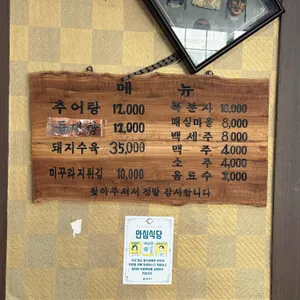 메 뉴
추어탕 12,000
12,000
돼지수육 35,000
미꾸라지튀김 10,000
복분자 10,000
매실마을 8,000
백세주 8,000
맥 주 4,000
소 주 4,000
음료수 2,000
찾아주셔서 정말 감사합니다
안심식당